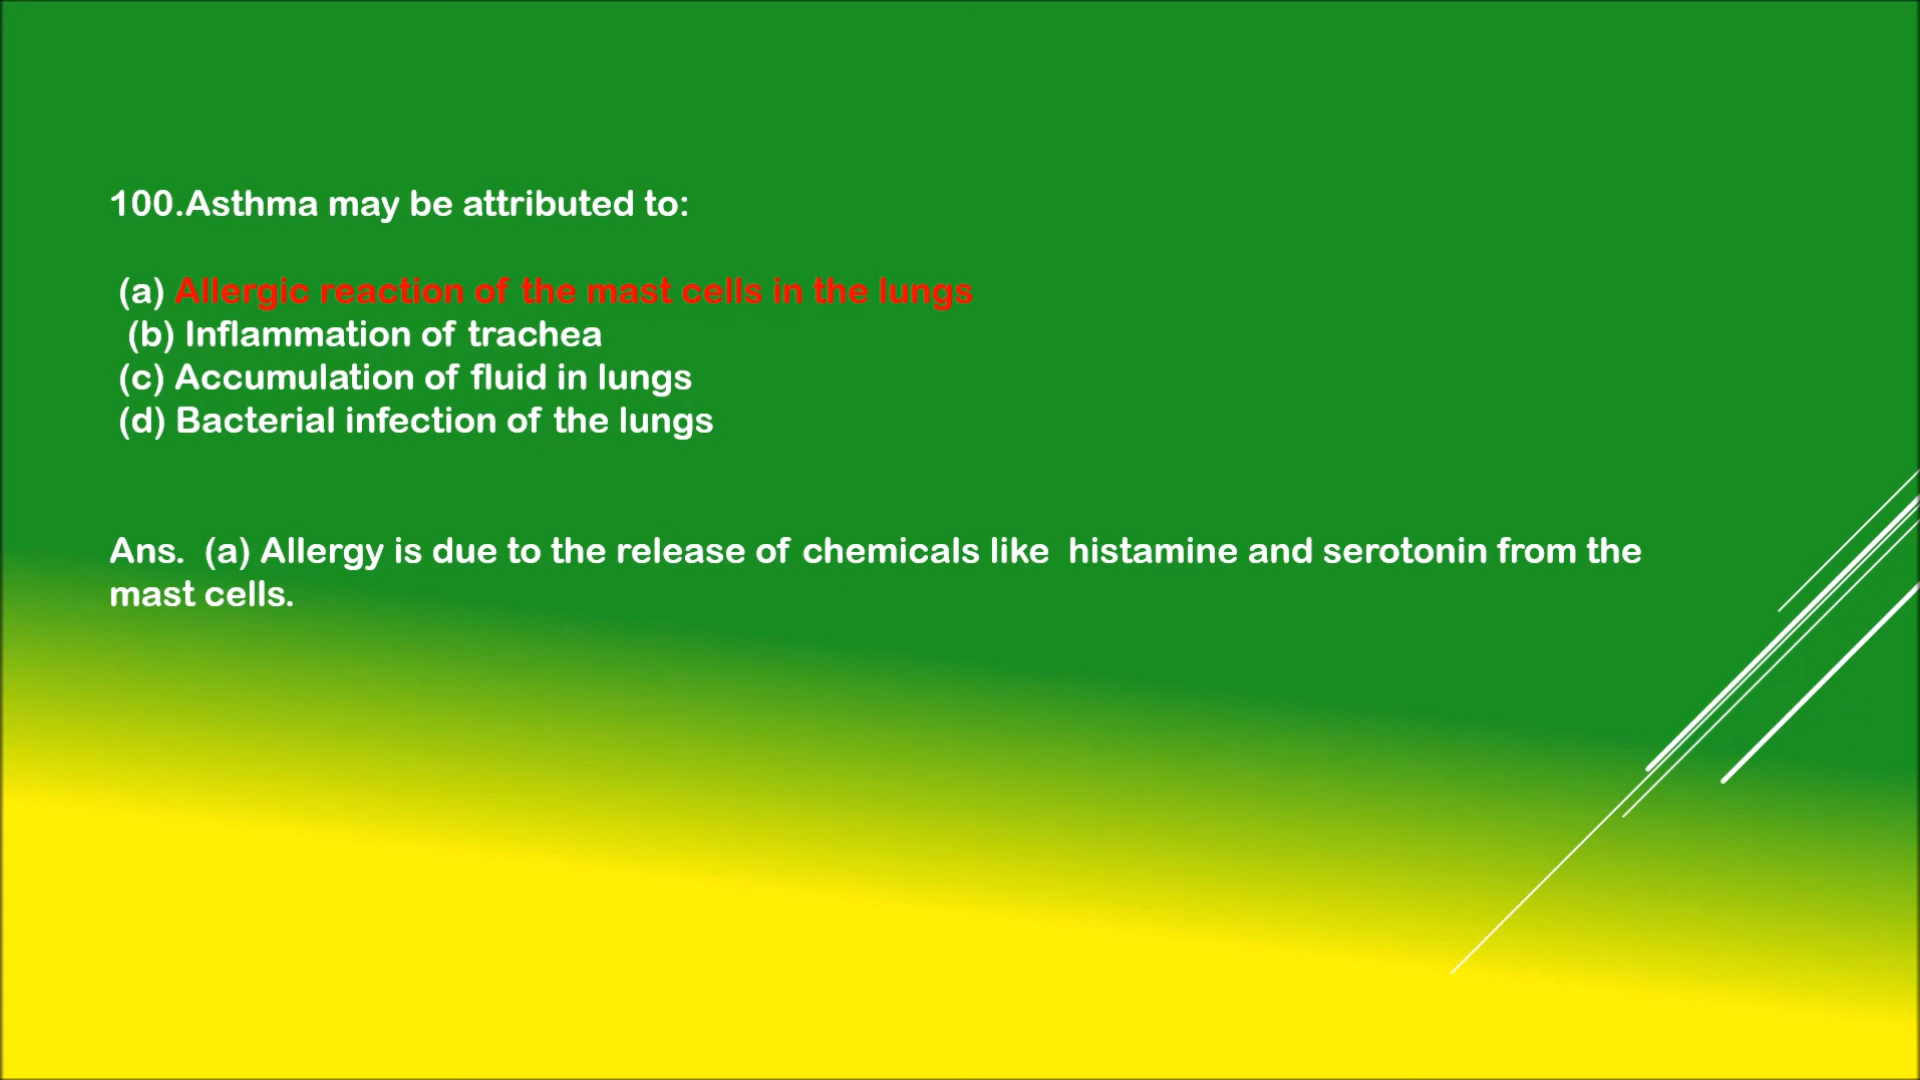 100.Asthma may be attributed to:
(a) Allergic reaction of the mast cells in the lungs
(b) Inflammation of trachea
(c) Accumulation of fluid in lungs
(d) Bacterial infection of the lungs
Ans. (a) Allergy is due to the release of chemicals like histamine and serotonin from the
mast cells.